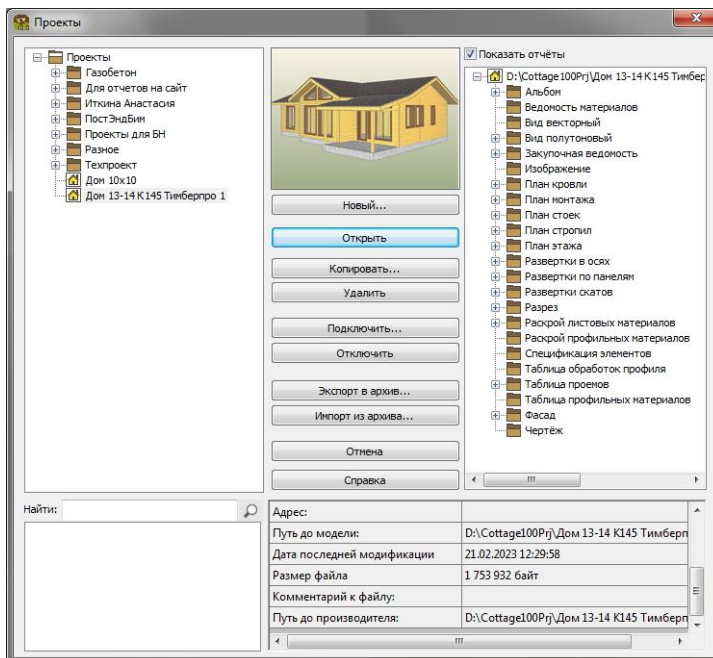 Проекты
Проекты
Газобетон
Для отчетов на сайт
Иткина Анастасия
ПостЭндБим
Проекты для БН
Разное
Техпроект
Дом 10x10
Дом 13-14 К145 Тимберпро 1
Новый...
Открыть
Копировать...
Удалить
Подключить...
Отключить
Экспорт в архив...
Импорт из архива...
Отмена
Справка
Показать отчёты
D:\Cottage100Prj\Дом 13-14 К145 Тимбер
Альбом
Ведомость материалов
Вид векторный
Вид полутоновый
Закупочная ведомость
Изображение
План кровли
План монтажа
План стоек
План стропил
План этажа
Развертки в осях
Развертки по панелям
Развертки скатов
Разрез
Раскрой листовых материалов
Раскрой профильных материалов
Спецификация элементов
Таблица обработок профиля
Таблица проемов
Таблица профильных материалов
Фасад
Чертёж
Найти:
Адрес:
Путь до модели: D:\Cottage100Prj\Дом 13-14 К145 Тимберп
Дата последней модификации 21.02.2023 12:29:58
Размер файла 1 753 932 байт
Комментарий к файлу:
Путь до производителя: D:\Cottage100Prj\Дом 13-14 К145 Тимберп